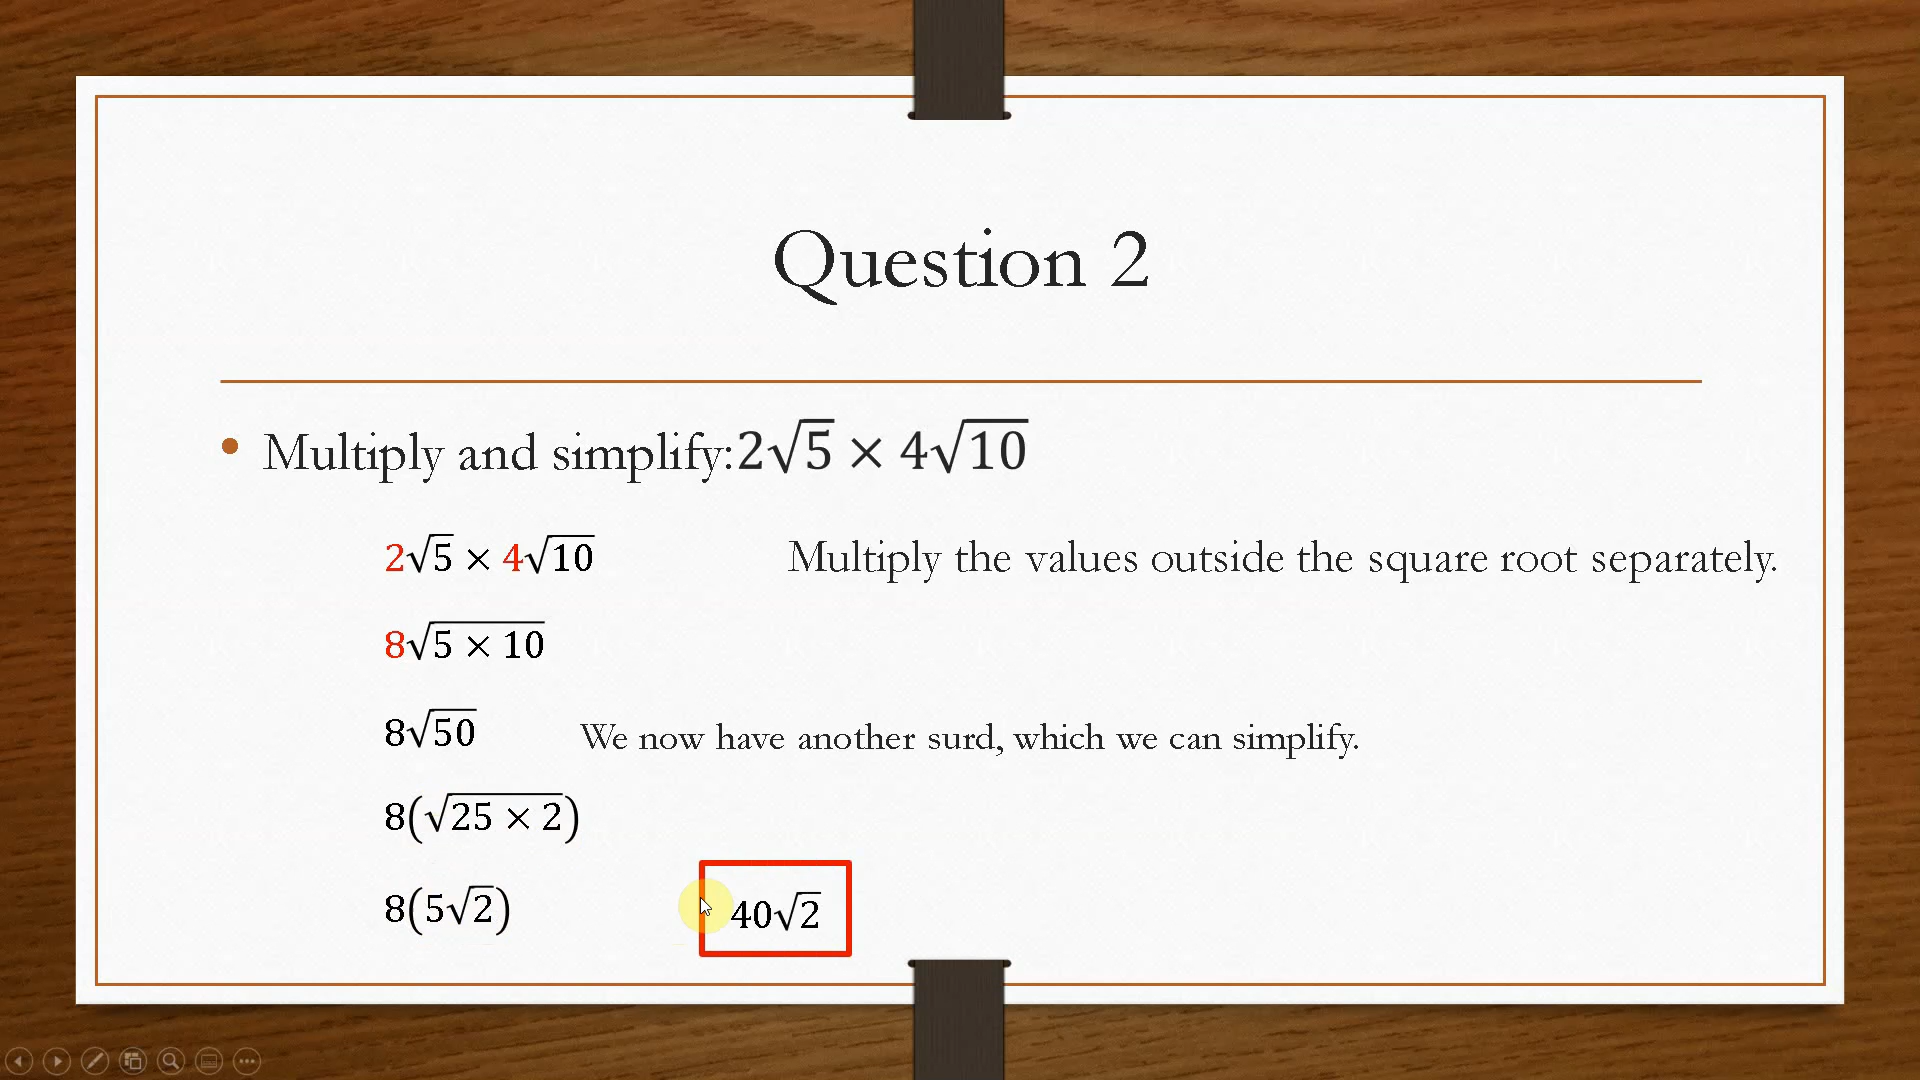 Question 2
• Multiply and simplify: 2√5 × 4√10
2√5 × 4√10 Multiply the values outside the square root separately.
8√(5 × 10)
8√50 We now have another surd, which we can simplify.
8(√(25 × 2))
8(5√2) 40√2